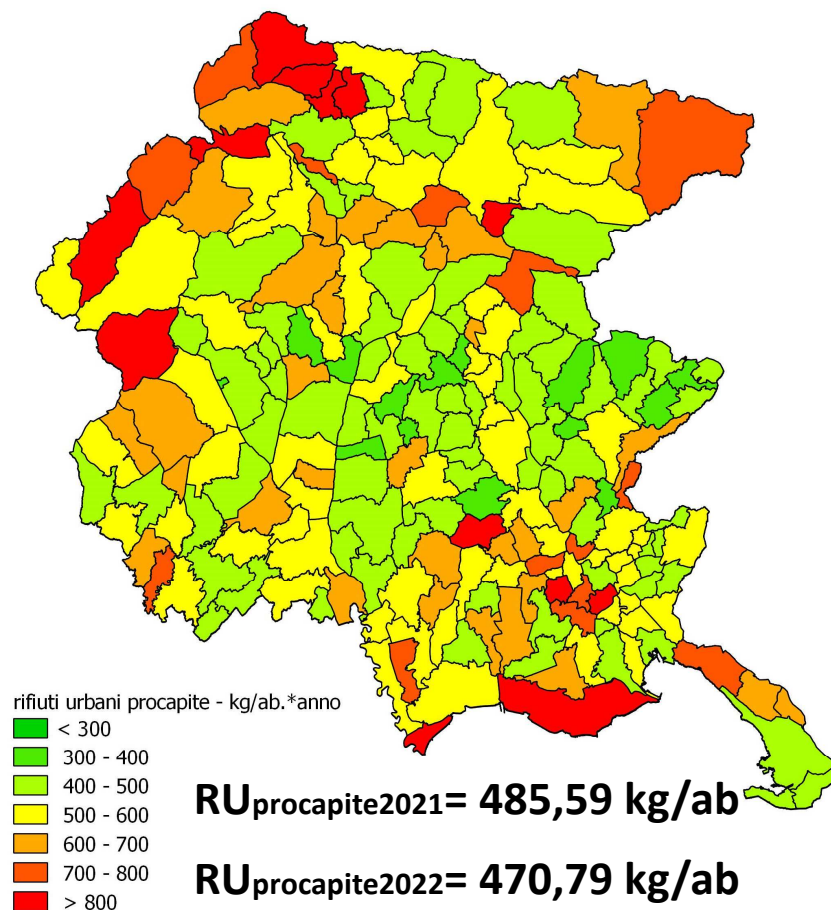 rifiuti urbani procapite - kg/ab.*anno
< 300
300 - 400
400 - 500
500 - 600
600 - 700
700 - 800
> 800
RUprocapite2021= 485,59 kg/ab
RUprocapite2022= 470,79 kg/ab